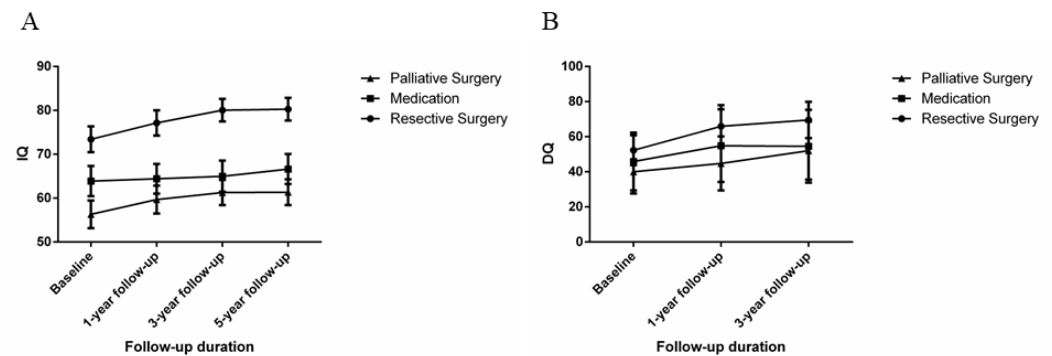 A
90
80
70
60
50
IQ
Baseline
1-year follow-up
3-year follow-up
5-year follow-up
Follow-up duration
Palliative Surgery
Medication
Resective Surgery
B
100
80
60
40
20
0
DQ
Baseline
1-year follow-up
3-year follow-up
Follow-up duration
Palliative Surgery
Medication
Resective Surgery